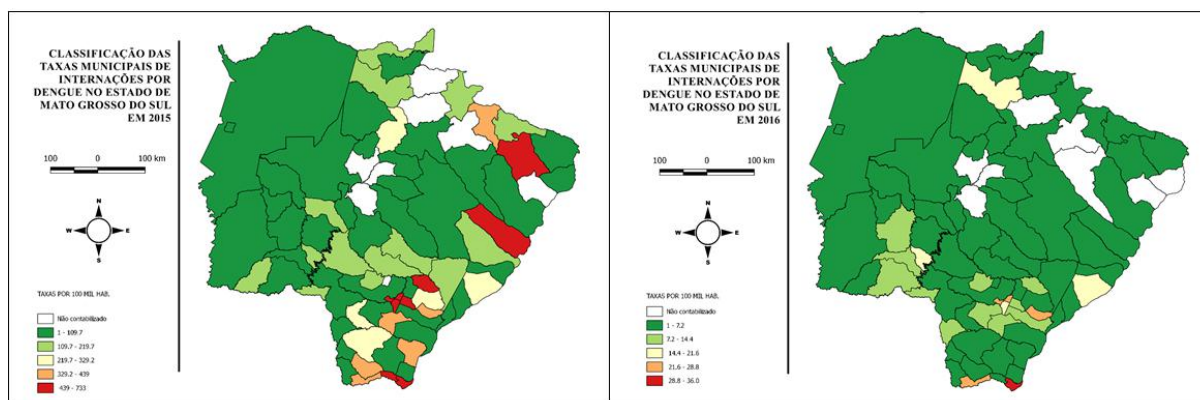 CLASSIFICAÇÃO DAS
TAXAS MUNICIPAIS DE
INTERNAÇÕES POR
DENGUE NO ESTADO DE
MATO GROSSO DO SUL
EM 2015
100 0 100 km
N
W E
S
TAXAS POR 100 MIL HAB.
Não contabilizado
1 - 109.7
109.7 - 219.7
219.7 - 329.2
329.2 - 439
439 - 733
CLASSIFICAÇÃO DAS
TAXAS MUNICIPAIS DE
INTERNAÇÕES POR
DENGUE NO ESTADO DE
MATO GROSSO DO SUL
EM 2016
100 0 100 km
N
W E
S
TAXAS POR 100 MIL HAB.
Não contabilizado
1 - 7.2
7.2 - 14.4
14.4 - 21.6
21.6 - 28.8
28.8 - 36.0